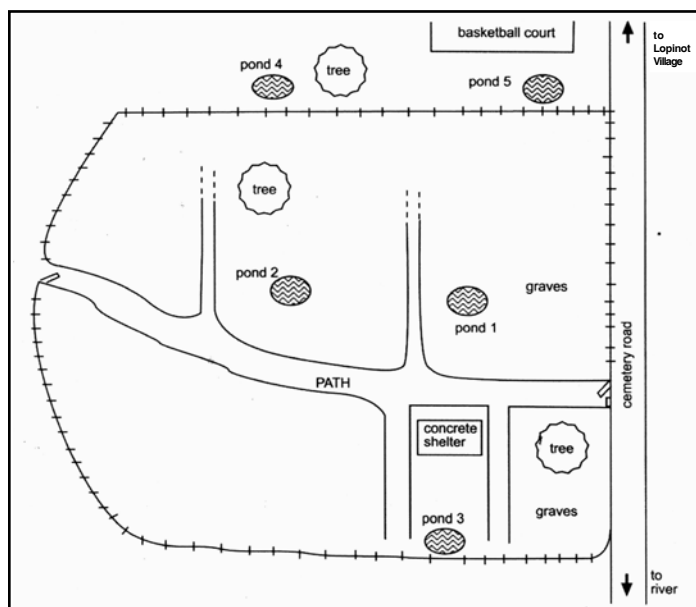 basketball court
to
Lopinot
Village
pond 4
tree
pond 5
tree
pond 2
graves
pond 1
PATH
cemetery road
concrete
shelter
tree
graves
pond 3
to
river